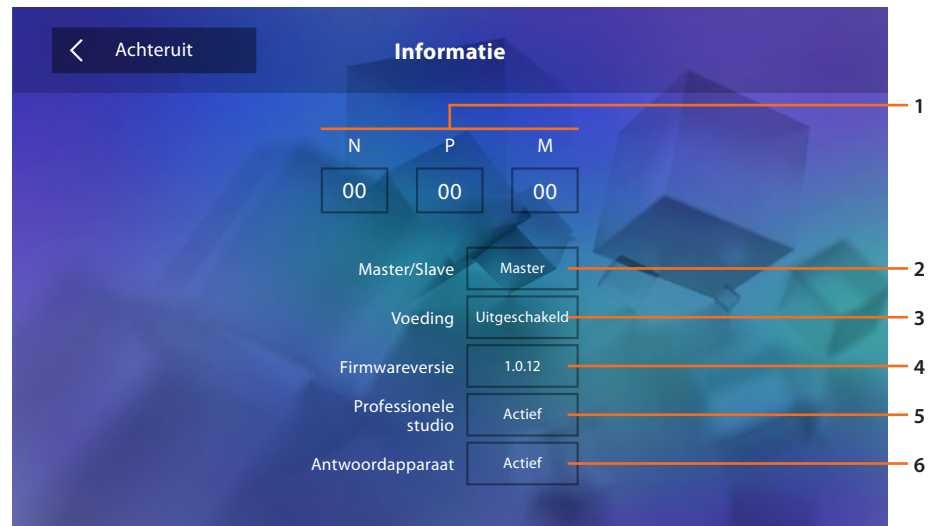 Achteruit
Informatie
1
N P M
00 00 00
Master/Slave Master 2
Voeding Uitgeschakeld 3
Firmwareversie 1.0.12 4
Professionele
studio Actief 5
Antwoordapparaat Actief 6